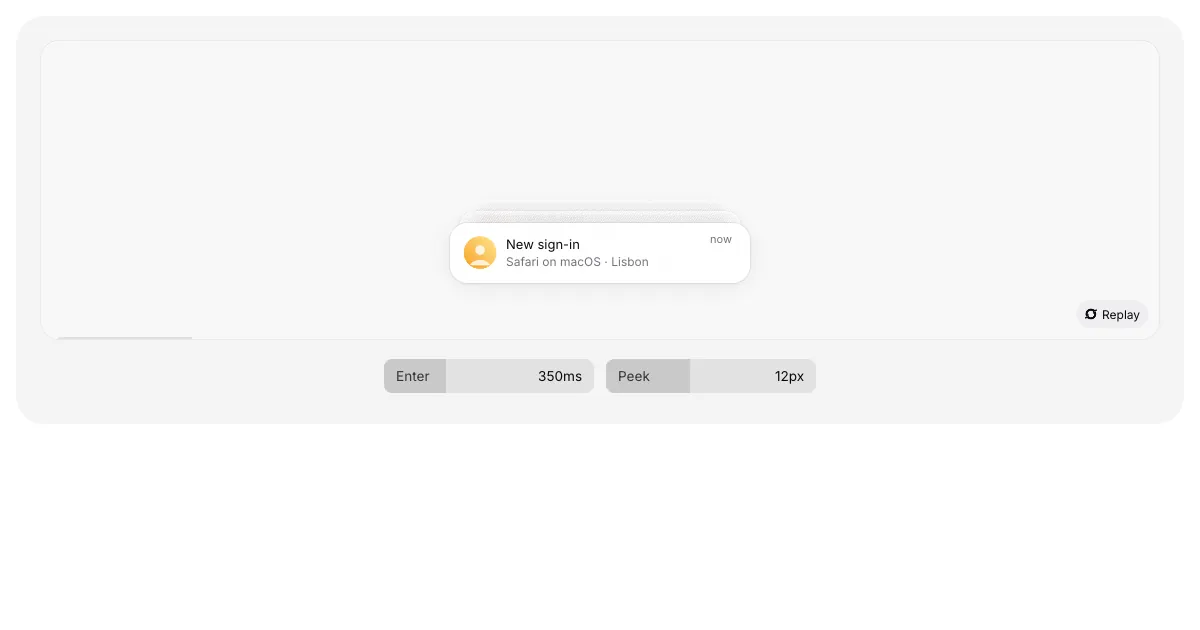 New sign-in
now
Safari on macOS · Lisbon
Replay
Enter
350ms
Peek
12px